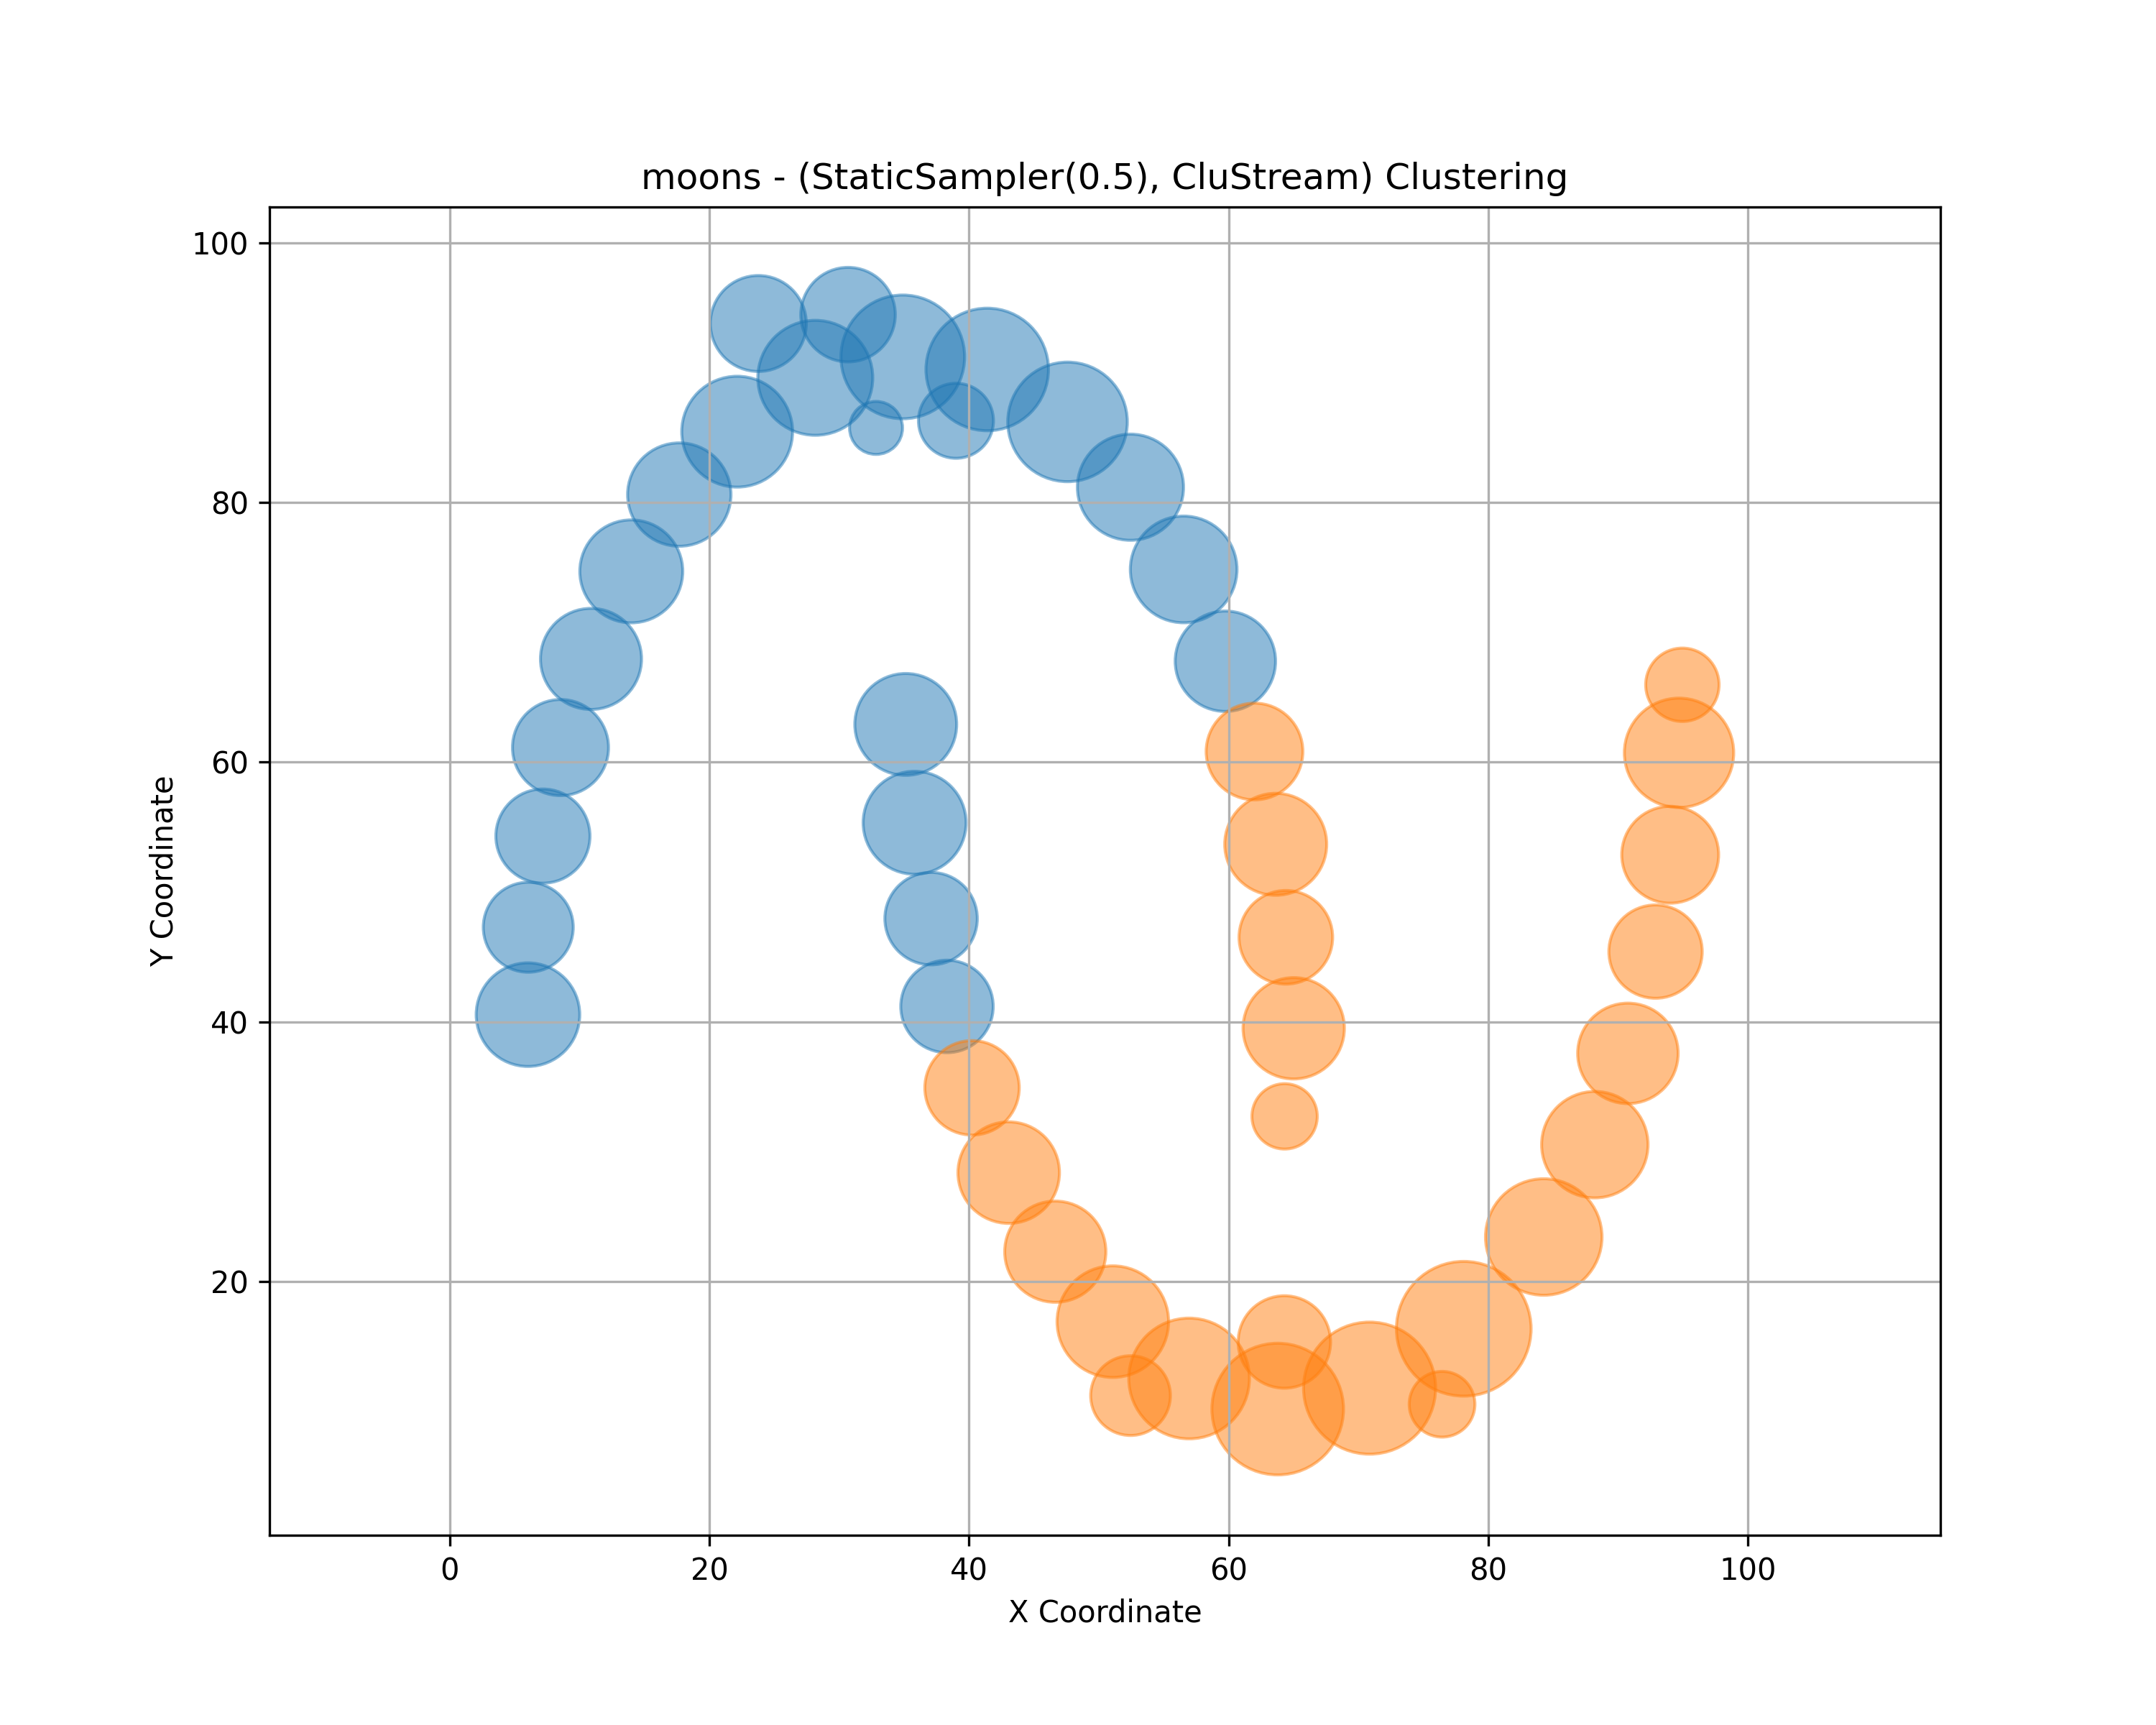 moons - (StaticSampler(0.5), CluStream) Clustering
100
80
60
40
20
Y Coordinate
0 20 40 60 80 100
X Coordinate